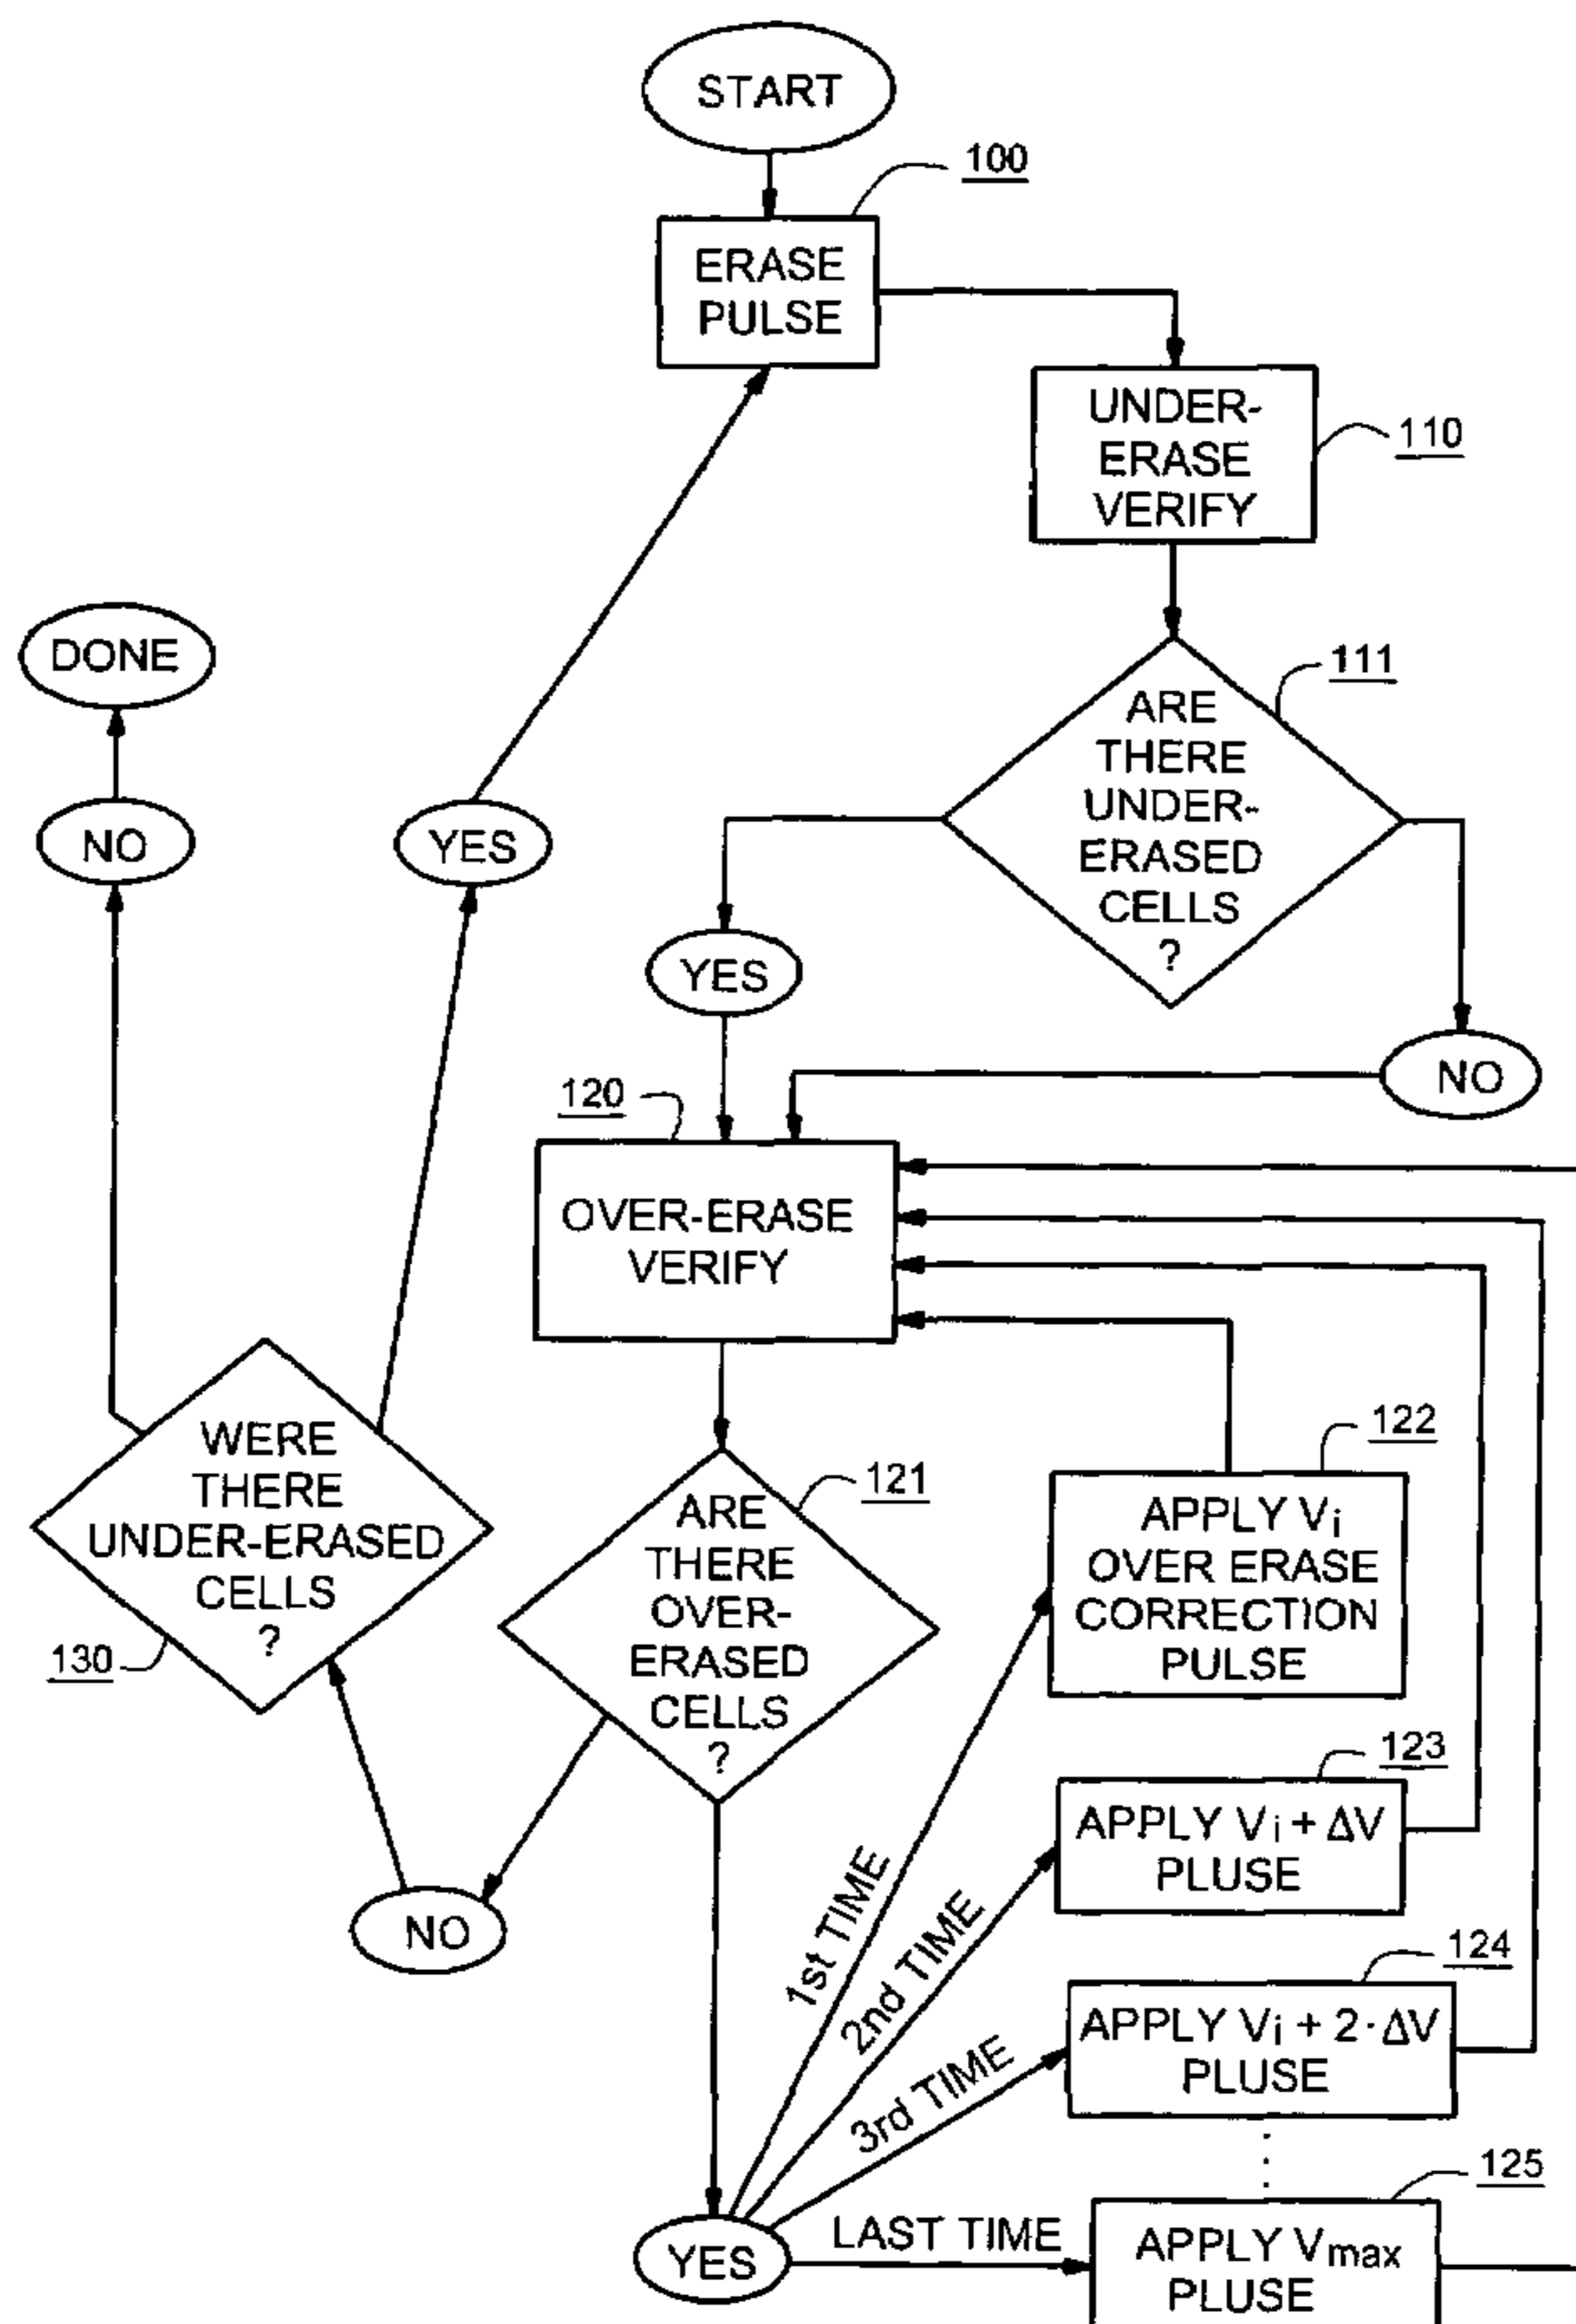 START
100
ERASE
PULSE
UNDER-
ERASE
VERIFY
110
DONE
111
ARE
THERE
UNDER-
ERASED
CELLS
?
NO
YES
YES
NO
120
OVER-ERASE
VERIFY
WERE
THERE
UNDER-ERASED
CELLS
?
130
121
ARE
THERE
OVER-
ERASED
CELLS
?
122
APPLY Vi
OVER ERASE
CORRECTION
PULSE
123
APPLY Vi + ΔV
PLUSE
NO
1st TIME
2nd TIME
3rd TIME
124
APPLY Vi + 2 · ΔV
PLUSE
125
YES
LAST TIME
APPLY Vmax
PLUSE